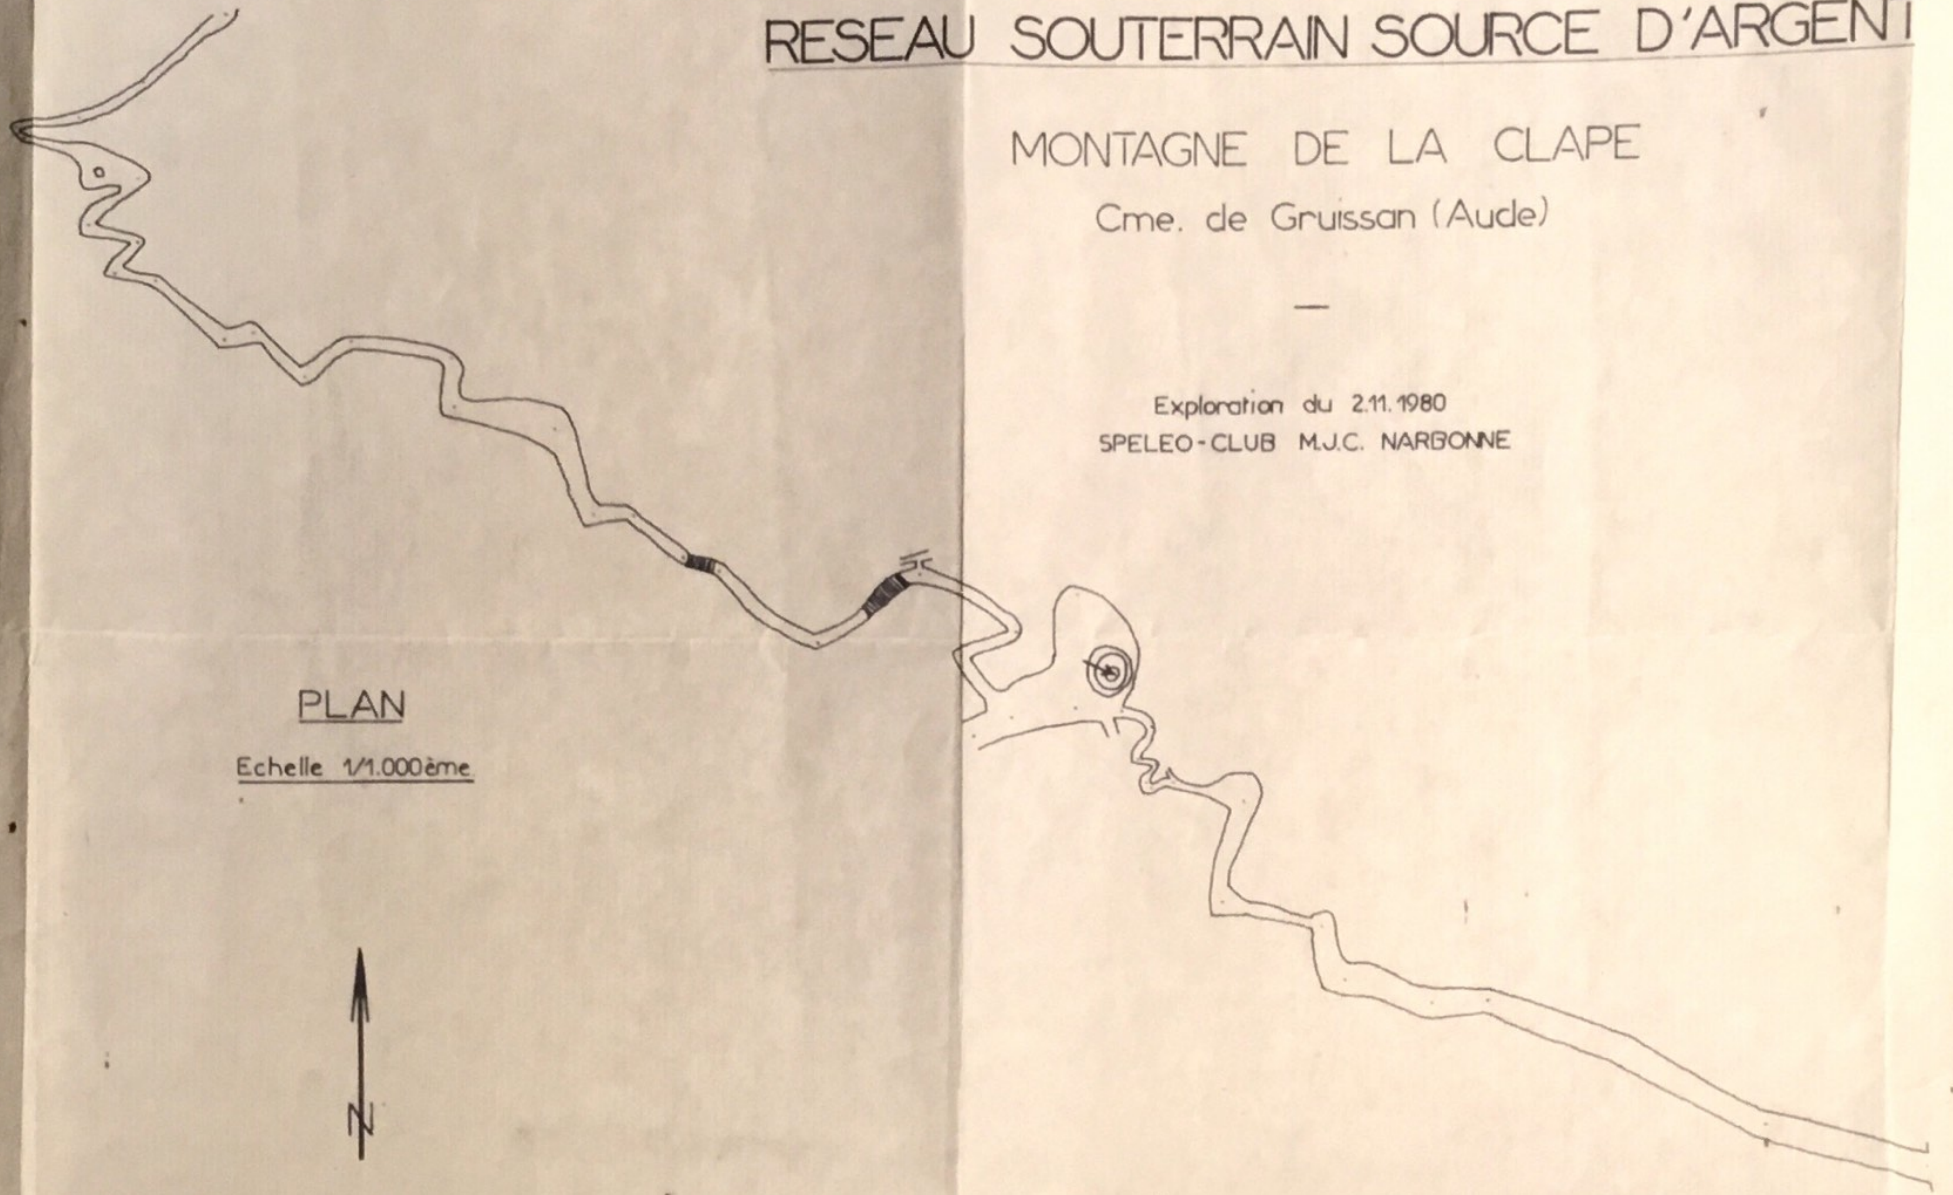 RESEAU SOUTERRAIN SOURCE D'ARGENT
MONTAGNE DE LA CLAPE
Cme. de Gruissan (Aude)
Exploration du 2.11.1980
SPELEO-CLUB M.J.C. NARBONNE
PLAN
Echelle 1/1.000ème
N